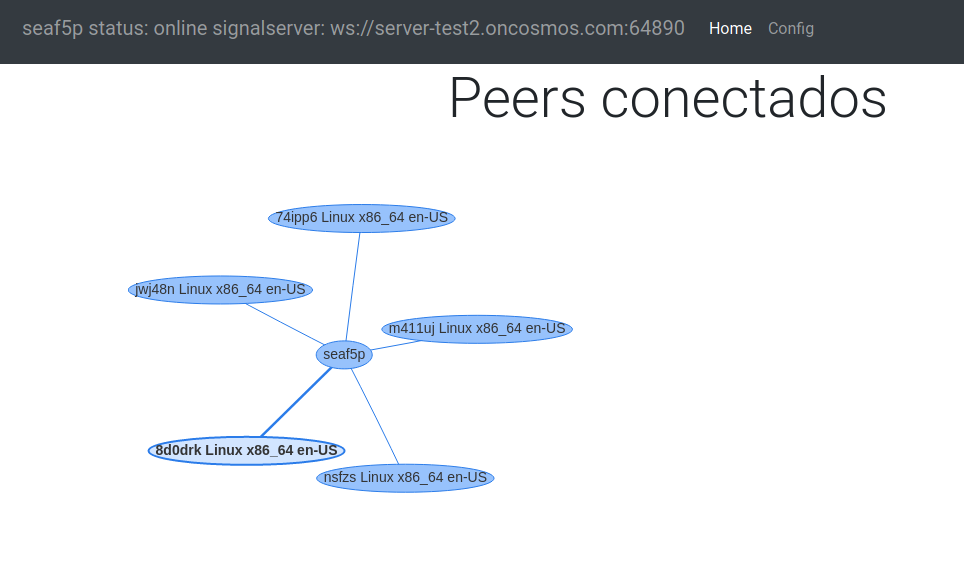 seaf5p status: online signalserver: ws://server-test2.oncosmos.com:64890 Home Config
Peers conectados
74ipp6 Linux x86_64 en-US
jwj48n Linux x86_64 en-US
m411uj Linux x86_64 en-US
seaf5p
8d0drk Linux x86_64 en-US
nsfzs Linux x86_64 en-US